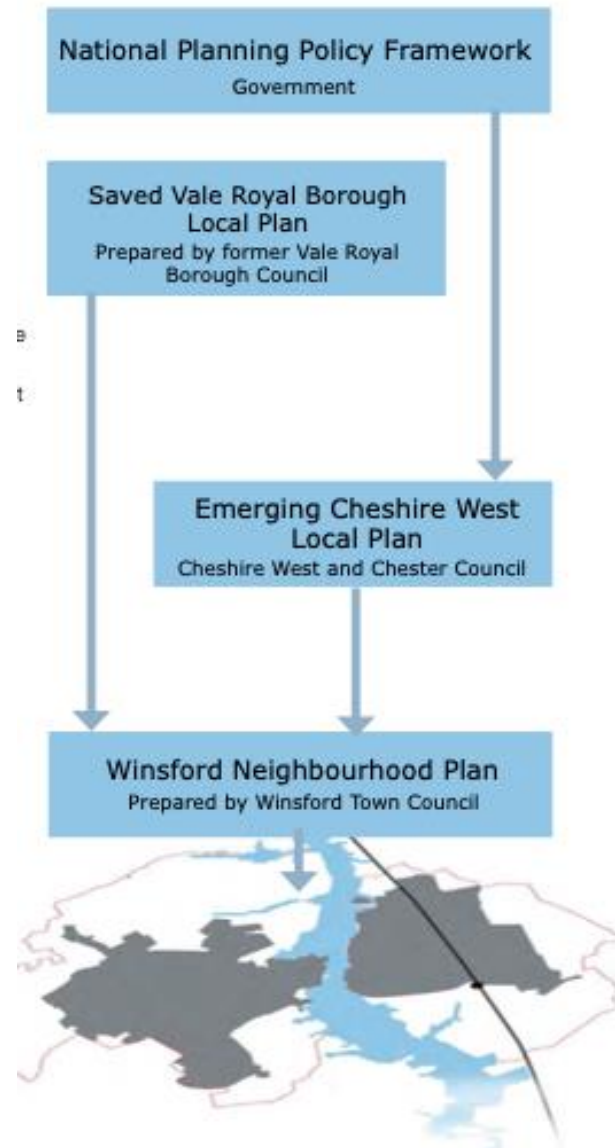 National Planning Policy Framework
Government
Saved Vale Royal Borough
Local Plan
Prepared by former Vale Royal
Borough Council
e
t
Emerging Cheshire West
Local Plan
Cheshire West and Chester Council
Winsford Neighbourhood Plan
Prepared by Winsford Town Council